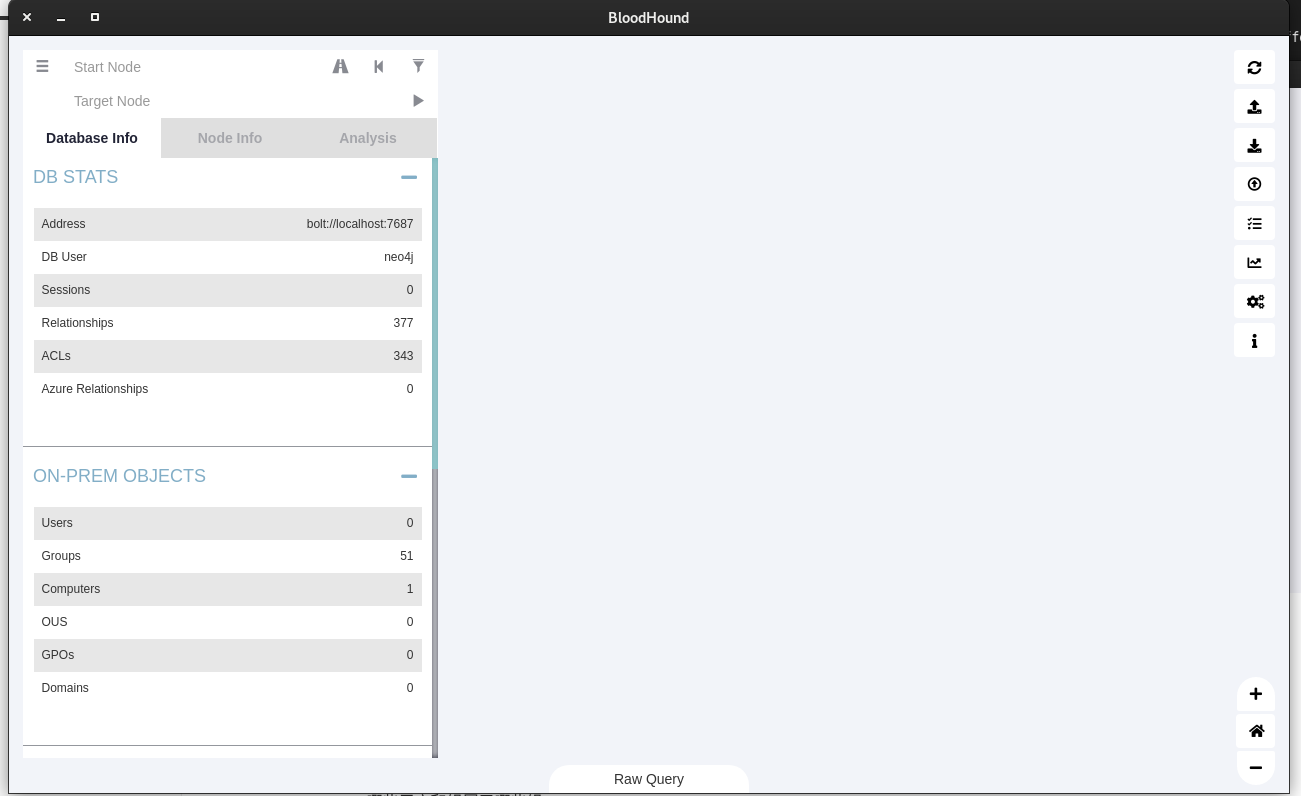 BloodHound
Start Node
Target Node
Database Info Node Info Analysis
DB STATS
Address bolt://localhost:7687
DB User neo4j
Sessions 0
Relationships 377
ACLs 343
Azure Relationships 0
ON-PREM OBJECTS
Users 0
Groups 51
Computers 1
OUS 0
GPOs 0
Domains 0
Raw Query